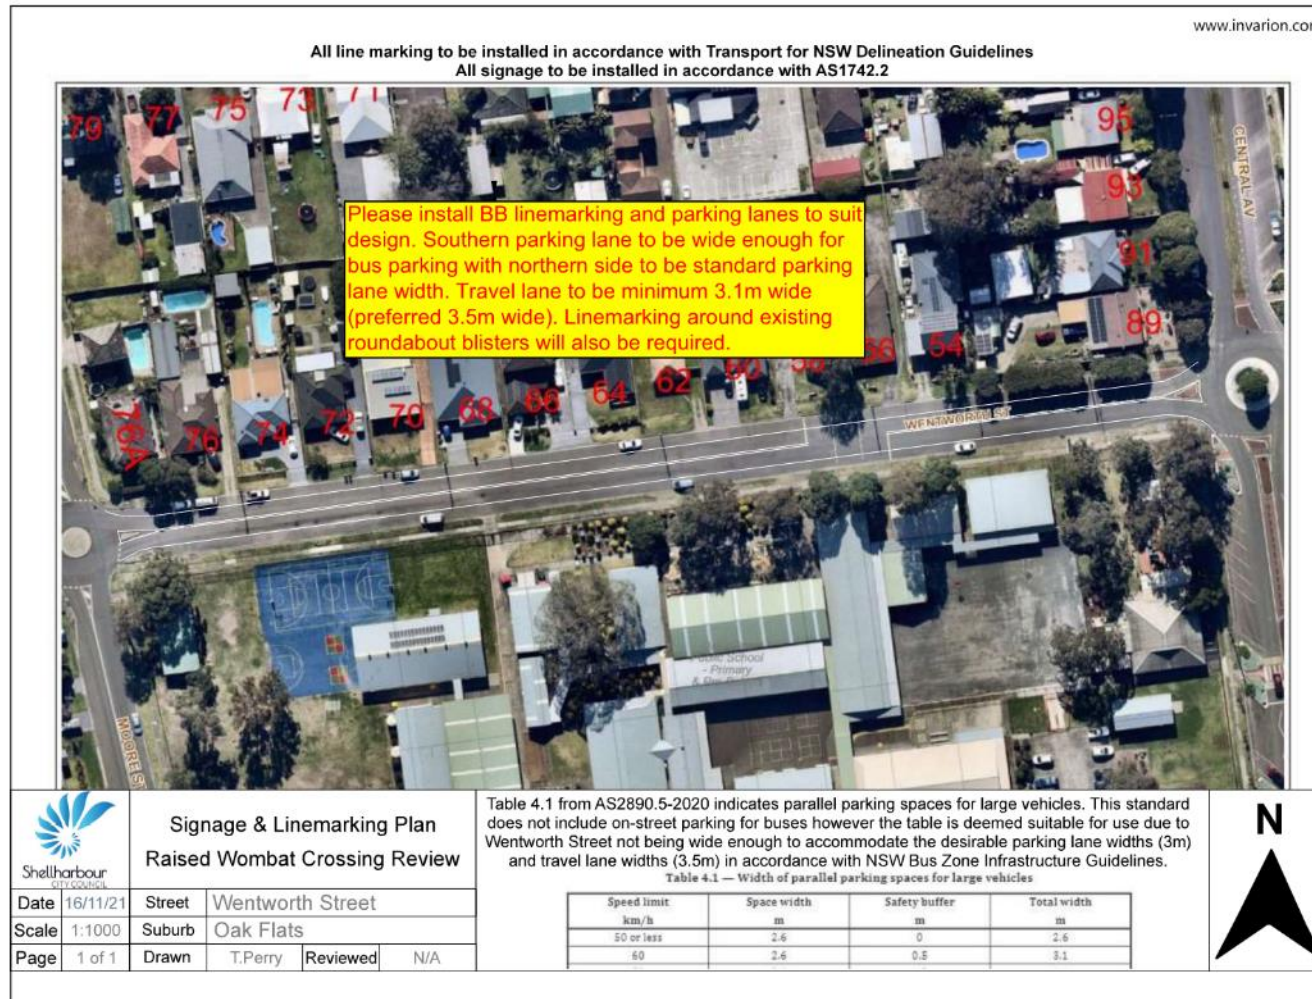 www.invarion.com
All line marking to be installed in accordance with Transport for NSW Delineation Guidelines
All signage to be installed in accordance with AS1742.2
79
77
75
73
71
95
93
91
89
CENTRAL AV
Please install BB linemarking and parking lanes to suit
design. Southern parking lane to be wide enough for
bus parking with northern side to be standard parking
lane width. Travel lane to be minimum 3.1m wide
(preferred 3.5m wide). Linemarking around existing
roundabout blisters will also be required.
76A
76
74
72
70
68
66
64
62
60
58
56
54
WENTWORTH ST
Public School
- Primary
MOORE ST
Shellharbour
CITY COUNCIL
Signage & Linemarking Plan
Raised Wombat Crossing Review
Date 16/11/21 Street Wentworth Street
Scale 1:1000 Suburb Oak Flats
Page 1 of 1 Drawn T.Perry Reviewed N/A
Table 4.1 from AS2890.5-2020 indicates parallel parking spaces for large vehicles. This standard
does not include on-street parking for buses however the table is deemed suitable for use due to
Wentworth Street not being wide enough to accommodate the desirable parking lane widths (3m)
and travel lane widths (3.5m) in accordance with NSW Bus Zone Infrastructure Guidelines.
Table 4.1 — Width of parallel parking spaces for large vehicles
Speed limit Space width Safety buffer Total width
km/h m m m
50 or less 2.6 0 2.6
60 2.6 0.5 3.1
N